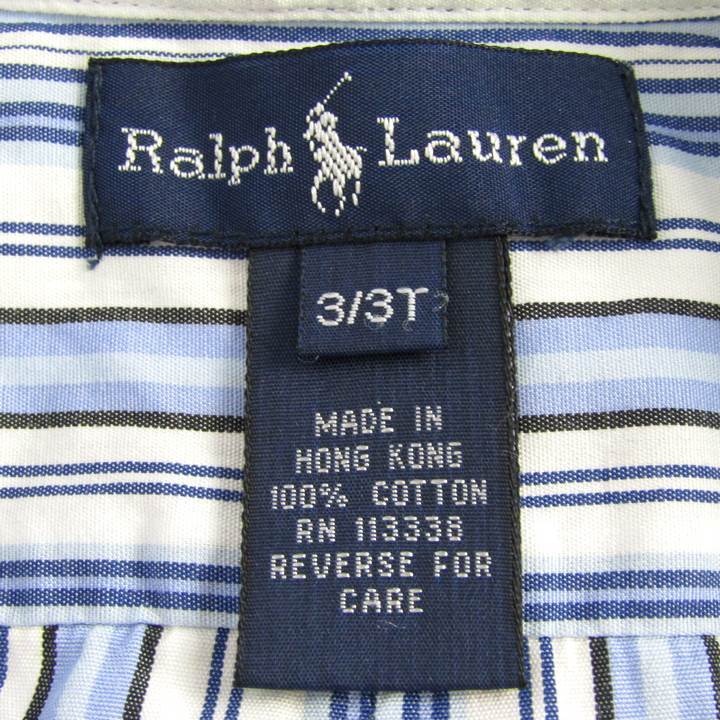 Ralph Lauren
3/3T
MADE IN
HONG KONG
100% COTTON
RN 113338
REVERSE FOR
CARE